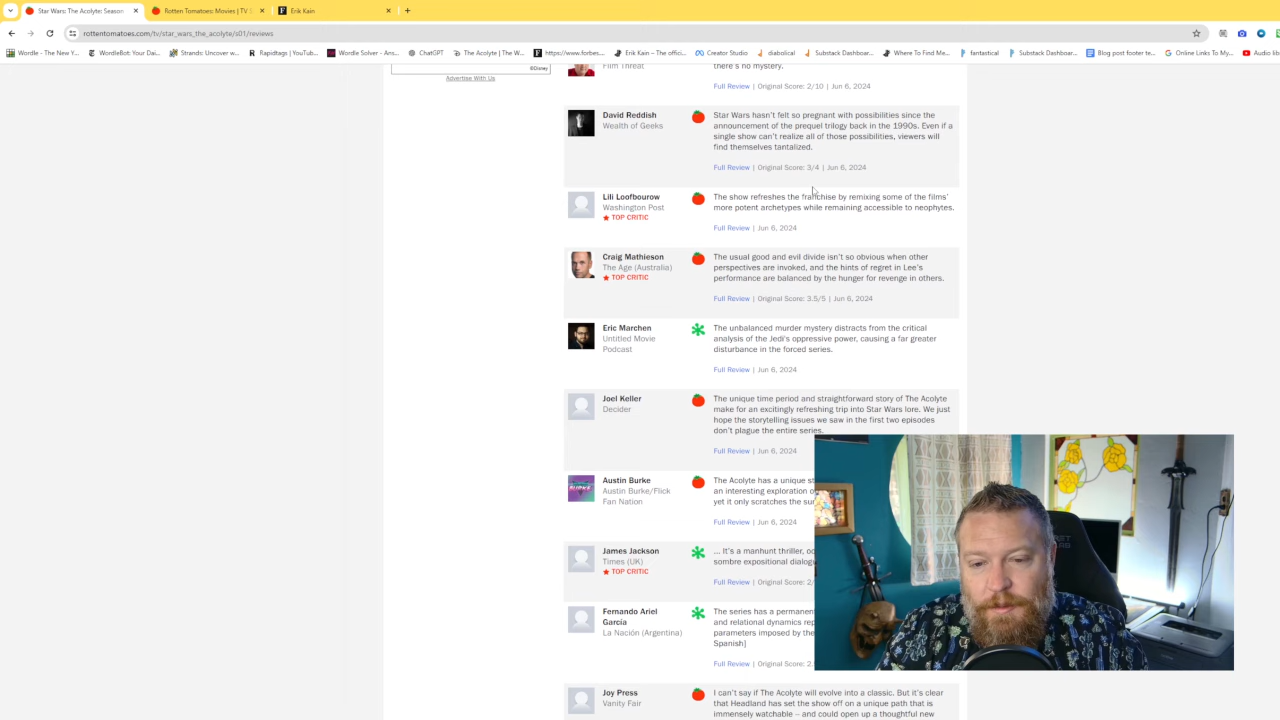 Star Wars: The Acolyte: Season
Rotten Tomatoes: Movies | TV S
Erik Kain
rottentomatoes.com/tv/star_wars_the_acolyte/s01/reviews
Wordle - The New Y...
WordleBot: Your Dai...
Strands: Uncover w...
Rapidtags | YouTub...
Wordle Solver - Ans...
ChatGPT
The Acolyte | The W...
https://www.forbes...
Erik Kain – The offici...
Creator Studio
diabolical
Substack Dashboar...
Where To Find Me...
fantastical
Substack Dashboar...
Blog post footer te...
Online Links To My...
Audio lib
©Disney
Advertise With Us
Film Threat
there's no mystery.
Full Review | Original Score: 2/10 | Jun 6, 2024
David Reddish
Wealth of Geeks
Star Wars hasn't felt so pregnant with possibilities since the
announcement of the prequel trilogy back in the 1990s. Even if a
single show can't realize all of those possibilities, viewers will
find themselves tantalized.
Full Review | Original Score: 3/4 | Jun 6, 2024
Lili Loofbourow
Washington Post
TOP CRITIC
The show refreshes the franchise by remixing some of the films'
more potent archetypes while remaining accessible to neophytes.
Full Review | Jun 6, 2024
Craig Mathieson
The Age (Australia)
TOP CRITIC
The usual good and evil divide isn't so obvious when other
perspectives are invoked, and the hints of regret in Lee's
performance are balanced by the hunger for revenge in others.
Full Review | Original Score: 3.5/5 | Jun 6, 2024
Eric Marchen
Untitled Movie
Podcast
The unbalanced murder mystery distracts from the critical
analysis of the Jedi's oppressive power, causing a far greater
disturbance in the forced series.
Full Review | Jun 6, 2024
Joel Keller
Decider
The unique time period and straightforward story of The Acolyte
make for an excitingly refreshing trip into Star Wars lore. We just
hope the storytelling issues we saw in the first two episodes
don't plague the entire series.
Full Review | Jun 6, 2024
Austin Burke
Austin Burke/Flick
Fan Nation
The Acolyte has a unique st
an interesting exploration o
yet it only scratches the su
Full Review | Jun 6, 2024
James Jackson
Times (UK)
TOP CRITIC
... It's a manhunt thriller, oc
sombre expositional dialog
Full Review | Original Score: 2/
Fernando Ariel
García
La Nación (Argentina)
The series has a permanent
and relational dynamics rep
parameters imposed by the
Spanish]
Full Review | Original Score: 2.
Joy Press
Vanity Fair
I can't say if The Acolyte will evolve into a classic. But it's clear
that Headland has set the show off on a unique path that is
immensely watchable — and could open up a thoughtful new